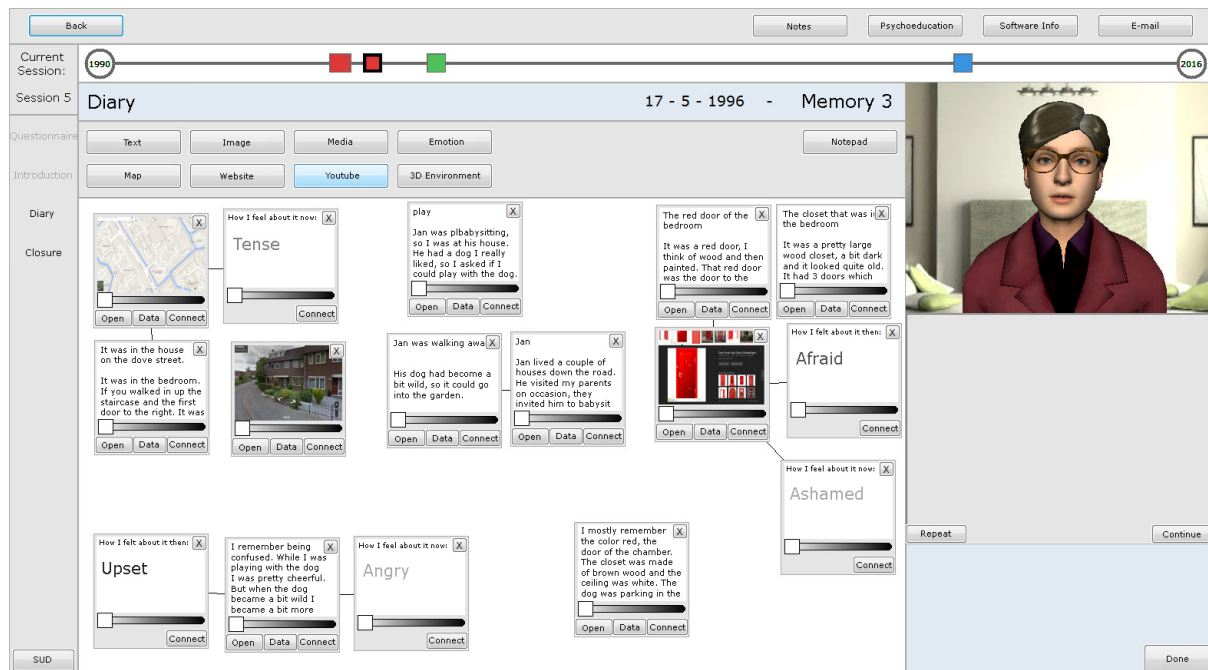 Back
Notes
Psychoeducation
Software Info
E-mail
Current
Session:
1990
2016
Session 5
Diary
17 - 5 - 1996 - Memory 3
Questionnaire
Introduction
Diary
Closure
Text
Image
Media
Emotion
Notepad
Map
Website
Youtube
3D Environment
X
Open
Data
Connect
How I feel about it now:
X
Tense
Connect
play
X
Jan was plbabysitting,
so I was at his house.
He had a dog I really
liked, so I asked if I
could play with the dog.
Open
Data
Connect
The red door of the
X
bedroom
It was a red door, I
think of wood and then
painted. That red door
was the door to the
Open
Data
Connect
The closet that was i
X
the bedroom
It was a pretty large
wood closet, a bit dark
and it looked quite old.
It had 3 doors which
Open
Data
Connect
It was in the house
X
on the dove street.
It was in the bedroom.
If you walked in up the
staircase and the first
door to the right. It was
Open
Data
Connect
X
Open
Data
Connect
Jan was walking awa
X
His dog had become a
bit wild, so it could go
into the garden.
Open
Data
Connect
Jan
X
Jan lived a couple of
houses down the road.
He visited my parents
on occasion, they
invited him to babysit
Open
Data
Connect
X
Open
Data
Connect
How I felt about it then:
X
Afraid
Connect
How I feel about it now:
X
Ashamed
Connect
How I felt about it then:
X
Upset
Connect
I remember being
X
confused. While I was
playing with the dog
I was pretty cheerful.
But when the dog
became a bit wild I
became a bit more
Open
Data
Connect
How I feel about it now:
X
Angry
Connect
I mostly remember
X
the color red, the
door of the chamber.
The closet was made
of brown wood and the
ceiling was white. The
dog was parking in the
Open
Data
Connect
Repeat
Continue
SUD
Done